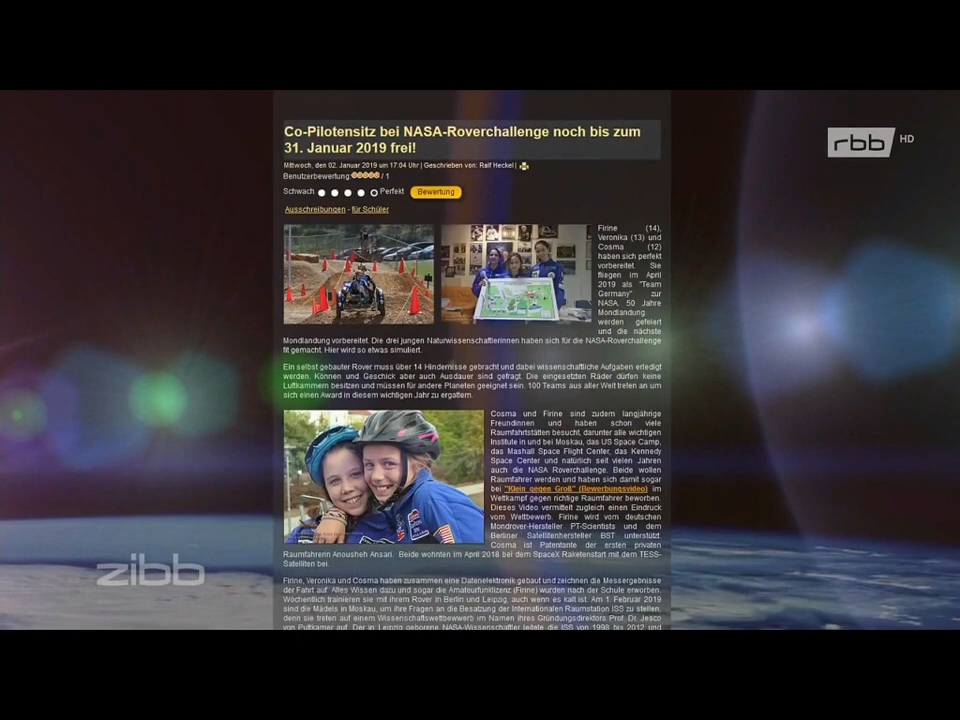 Co-Pilotensitz bei NASA-Roverchallenge noch bis zum
31. Januar 2019 frei!
Mittwoch, den 02. Januar 2019 um 17:04 Uhr | Geschrieben von: Ralf Heckel |
Benutzerbewertung: / 1
Schwach Perfekt Bewertung
Ausschreibungen - für Schüler
rbb HD
Firine (14),
Veronika (13) und
Cosma (12)
haben sich perfekt
vorbereitet. Sie
fliegen im April
2019 als "Team
Germany" zur
NASA. 50 Jahre
Mondlandung
werden gefeiert
und die nächste
Mondlandung vorbereitet. Die drei jungen Naturwissenschaftlerinnen haben sich für die NASA-Roverchallenge
fit gemacht. Hier wird so etwas simuliert.
Ein selbst gebauter Rover muss über 14 Hindernisse gebracht und dabei wissenschaftliche Aufgaben erledigt
werden. Können und Geschick aber auch Ausdauer sind gefragt. Die eingesetzten Räder dürfen keine
Luftkammern besitzen und müssen für andere Planeten geeignet sein. 100 Teams aus aller Welt treten an um
sich einen Award in diesem wichtigen Jahr zu ergattern.
Cosma und Firine sind zudem langjährige
Freundinnen und haben schon viele
Raumfahrtstätten besucht, darunter alle wichtigen
Institute in und bei Moskau, das US Space Camp,
das Mashall Space Flight Center, das Kennedy
Space Center und natürlich seit vielen Jahren
auch die NASA Roverchallenge. Beide wollen
Raumfahrer werden und haben sich damit sogar
bei "Klein gegen Groß" (Bewerbungsvideo) im
Wettkampf gegen richtige Raumfahrer beworben.
Dieses Video vermittelt zugleich einen Eindruck
vom Wettbewerb. Firine wird vom deutschen
Mondrover-Hersteller PT-Scientists und dem
Berliner Satellitenhersteller BST unterstützt.
Cosma ist Patentante der ersten privaten
Raumfahrerin Anousheh Ansari. Beide wohnten im April 2018 bei dem SpaceX Raketenstart mit dem TESS-
Satelliten bei.
Firine, Veronika und Cosma haben zusammen eine Datenelektronik gebaut und zeichnen die Messergebnisse
der Fahrt auf. Alles Wissen dazu und sogar die Amateurfunklizenz (Firine) wurden nach der Schule erworben.
Wöchentlich trainieren sie mit ihrem Rover in Berlin und Leipzig, auch wenn es kalt ist. Am 1. Februar 2019
sind die Mädels in Moskau, um ihre Fragen an die Besatzung der Internationalen Raumstation ISS zu stellen,
denn sie treten auf einem Wissenschaftswettbewwerb im Namen ihres Gründungsdirektors Prof. Dr. Jesco
von Puttkamer auf. Der in Leipzig geborene NASA-Wissenschaftler leitete die ISS von 1998 bis 2012 und
zibb